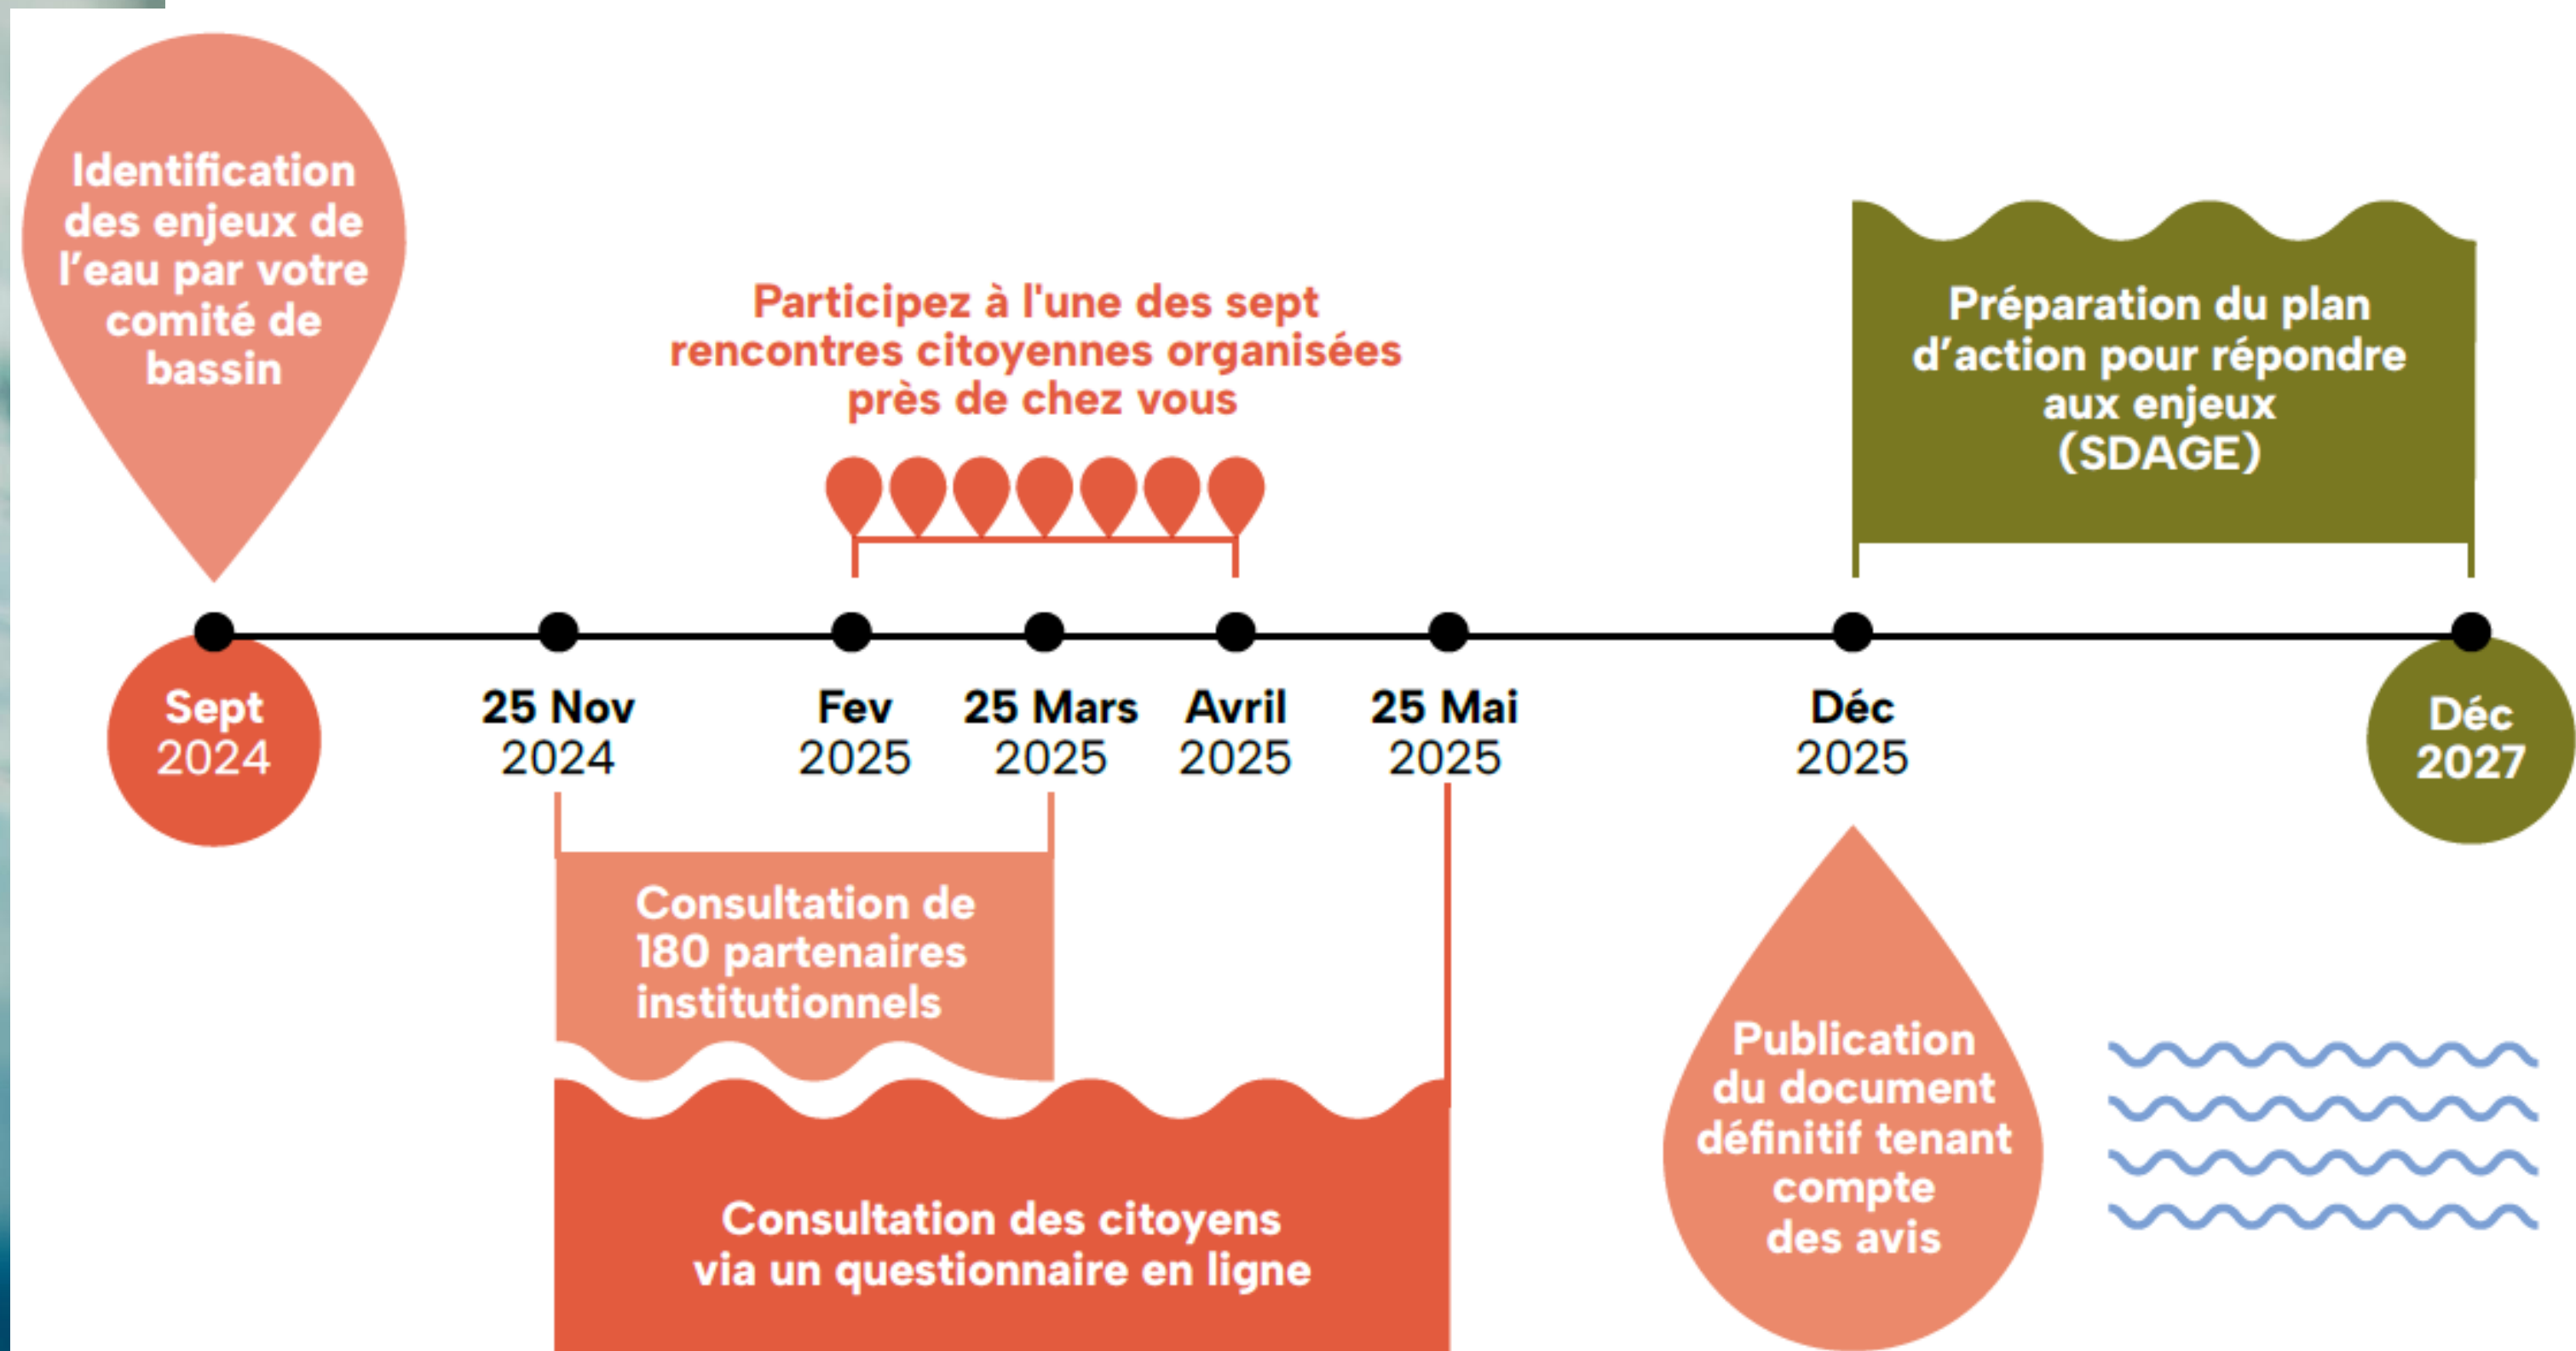 Identification
des enjeux de
l'eau par votre
comité de
bassin
Participez à l'une des sept
rencontres citoyennes organisées
près de chez vous
Préparation du plan
d'action pour répondre
aux enjeux
(SDAGE)
Sept
2024
25 Nov
2024
Fev
2025
25 Mars
2025
Avril
2025
25 Mai
2025
Déc
2025
Déc
2027
Consultation de
180 partenaires
institutionnels
Consultation des citoyens
via un questionnaire en ligne
Publication
du document
définitif tenant
compte
des avis